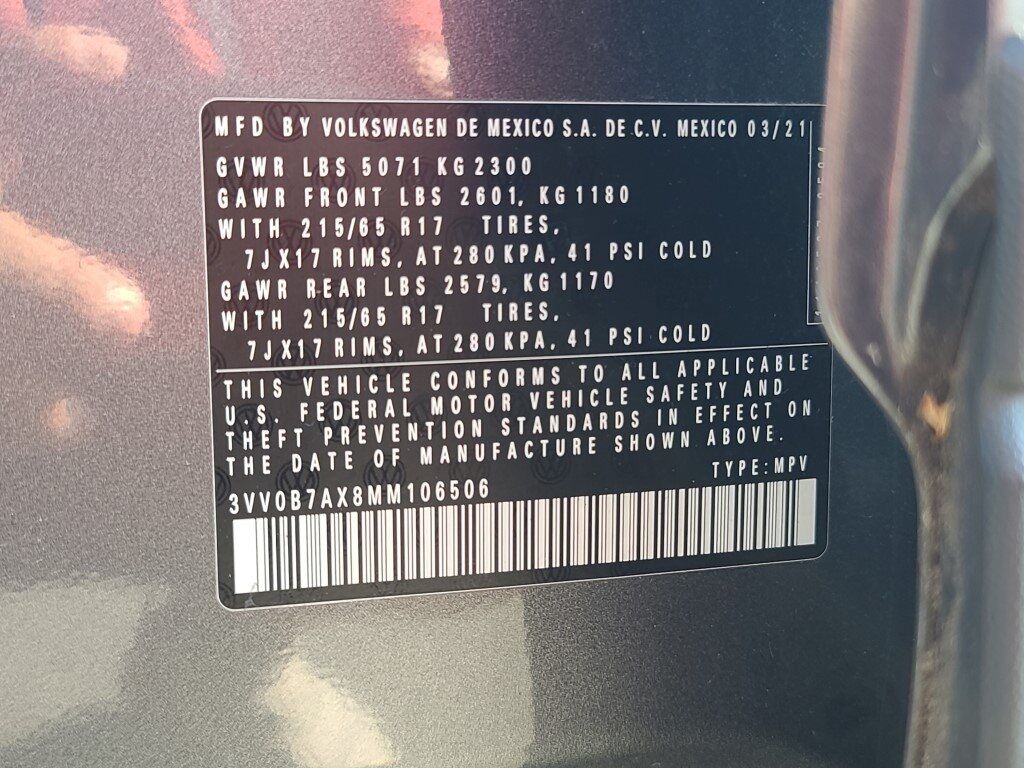 MFD BY VOLKSWAGEN DE MEXICO S.A. DE C.V. MEXICO 03/21
GVWR LBS 5071 KG 2300
GAWR FRONT LBS 2601, KG 1180
WITH 215/65 R17 TIRES,
7JX17 RIMS, AT 280 KPA, 41 PSI COLD
GAWR REAR LBS 2579, KG 1170
WITH 215/65 R17 TIRES,
7JX17 RIMS, AT 280 KPA, 41 PSI COLD
THIS VEHICLE CONFORMS TO ALL APPLICABLE
U.S. FEDERAL MOTOR VEHICLE SAFETY AND
THEFT PREVENTION STANDARDS IN EFFECT ON
THE DATE OF MANUFACTURE SHOWN ABOVE.
TYPE: MPV
3VV0B7AX8MM106506